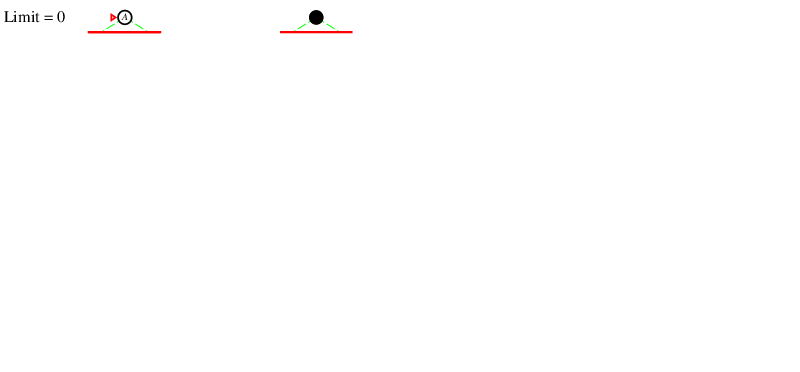 Limit = 0
A